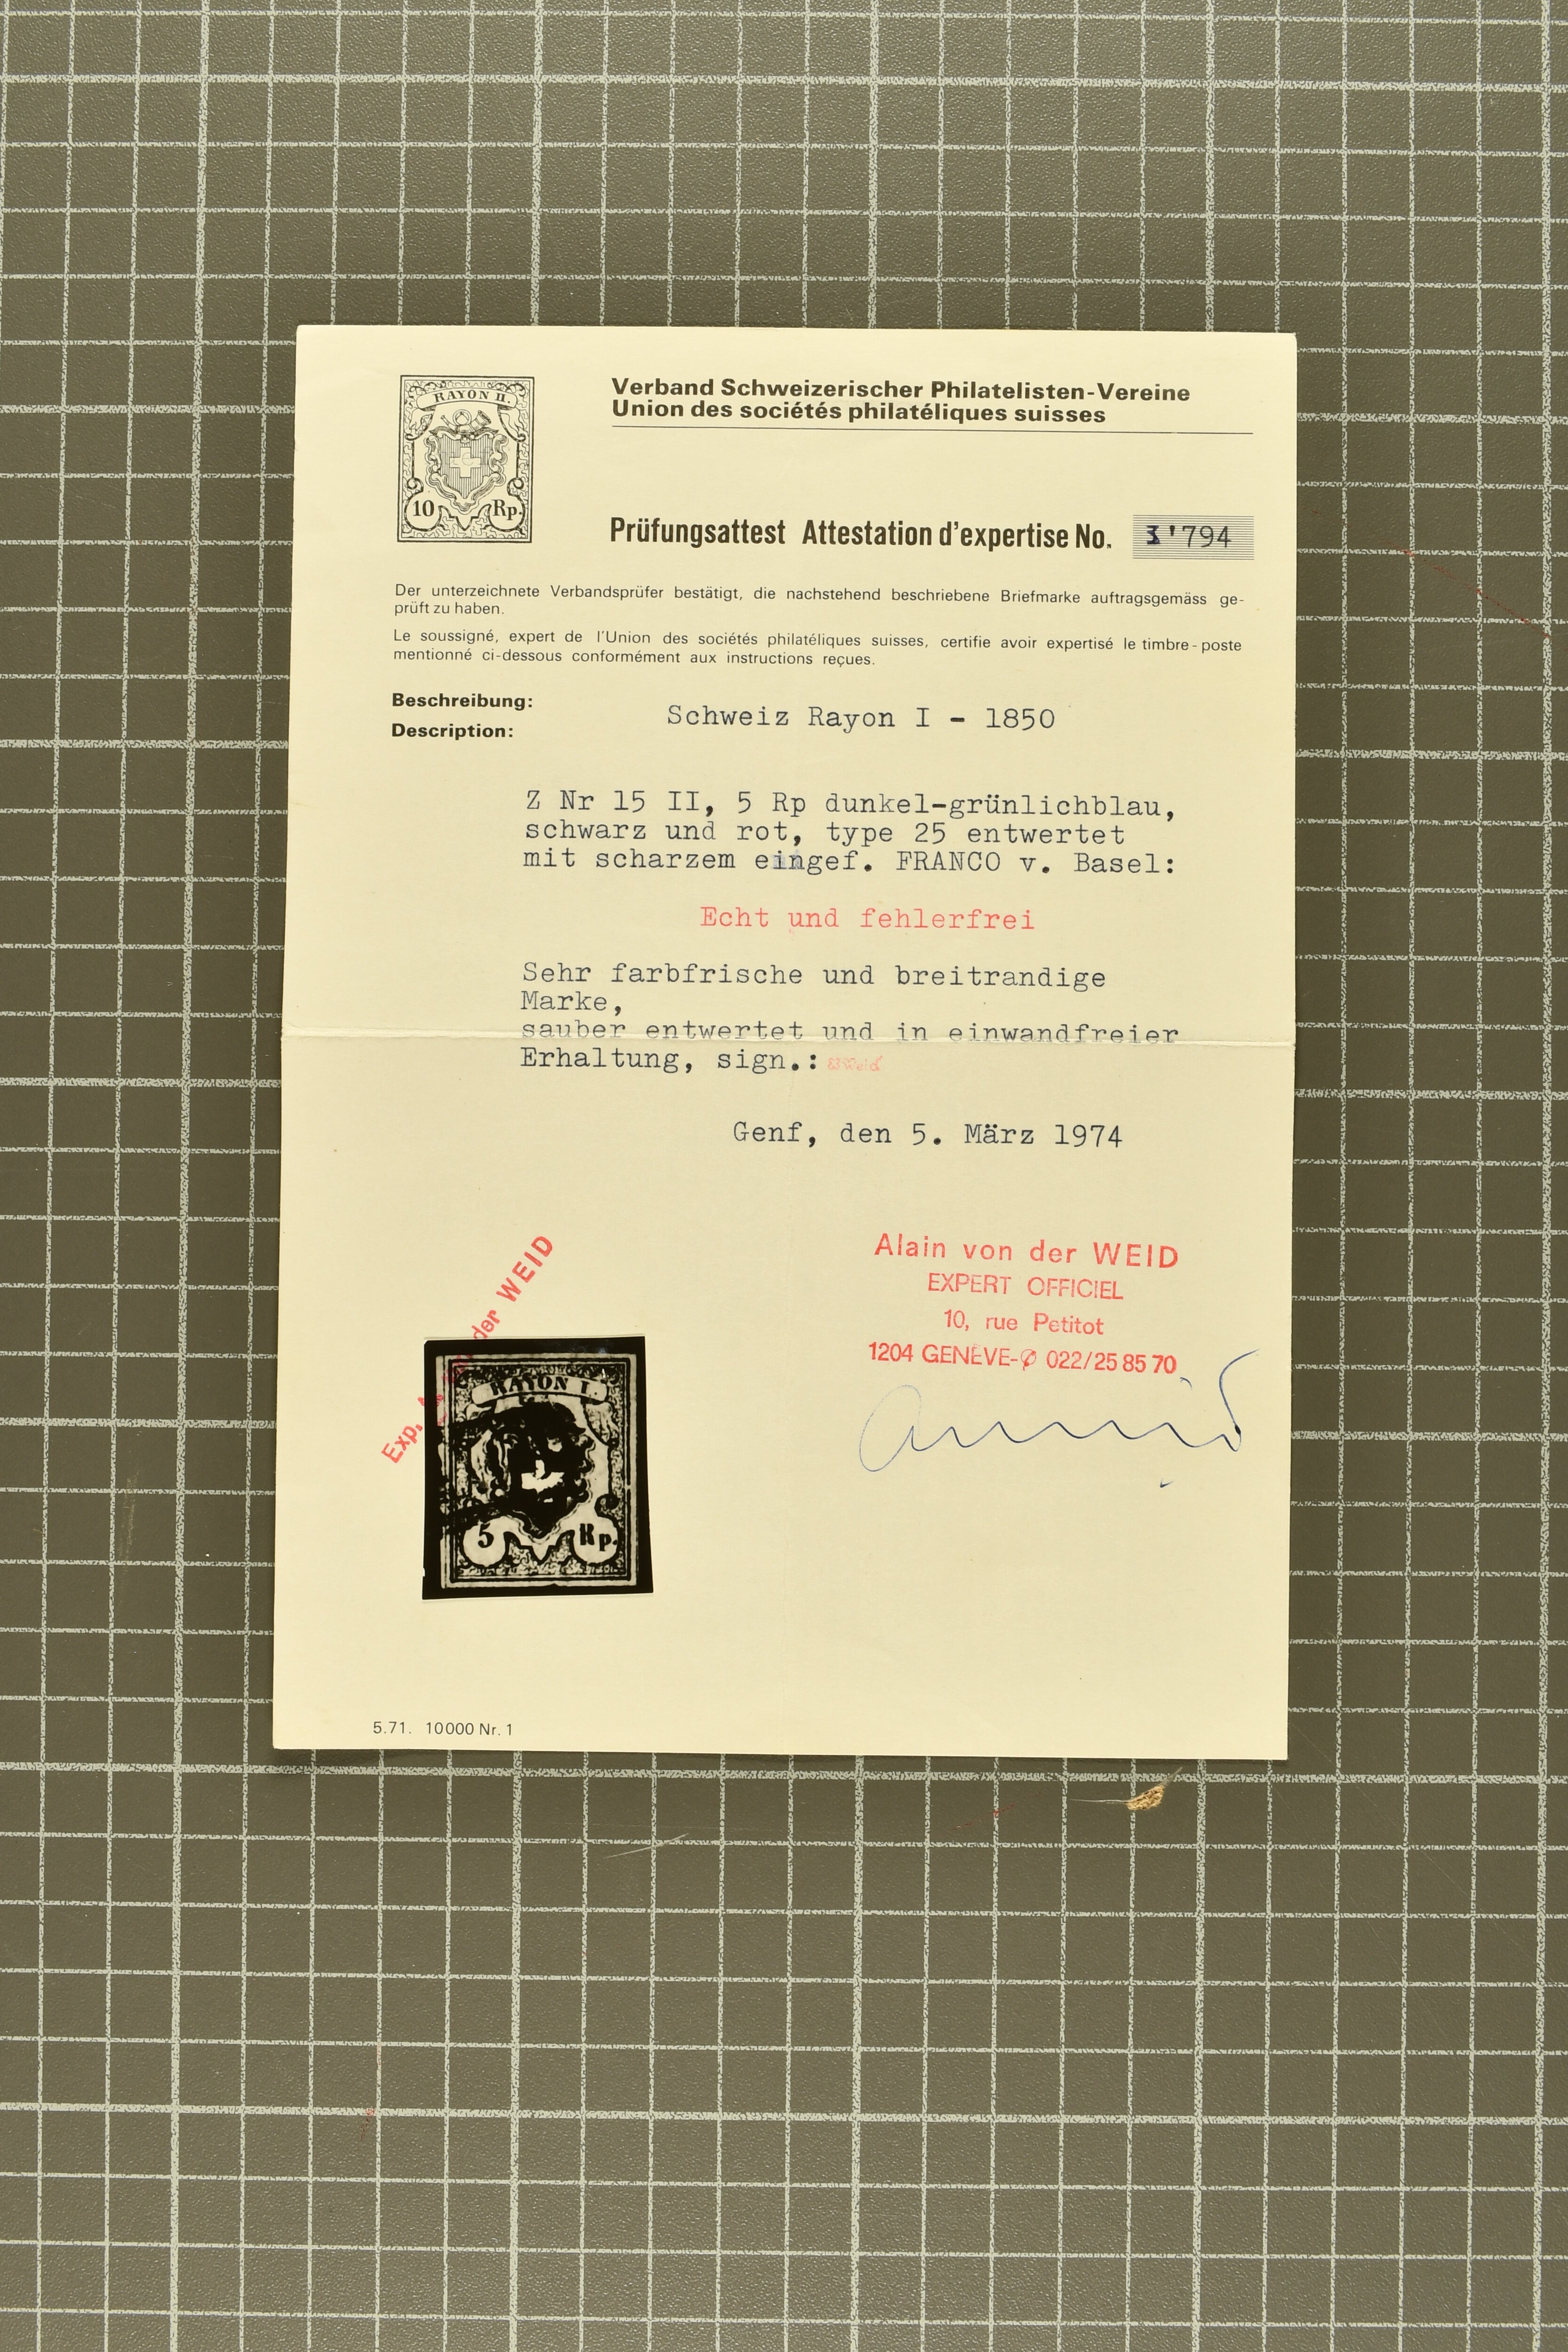 RAYON II.
10 Rp.
Verband Schweizerischer Philatelisten-Vereine
Union des sociétés philatéliques suisses
Prüfungsattest Attestation d'expertise No. 1'794
Der unterzeichnete Verbandsprüfer bestätigt, die nachstehend beschriebene Briefmarke auftragsgemäss ge-
prüft zu haben.
Le soussigné, expert de l'Union des sociétés philatéliques suisses, certifie avoir expertisé le timbre-poste
mentionné ci-dessous conformément aux instructions reçues.
Beschreibung:
Description:
Schweiz Rayon I - 1850
Z Nr 15 II, 5 Rp dunkel-grünlichblau,
schwarz und rot, type 25 entwertet
mit scharzem eingef. FRANCO v. Basel:
Echt und fehlerfrei
Sehr farbfrische und breitrandige
Marke,
sauber entwertet und in einwandfreier
Erhaltung, sign.:
Genf, den 5. März 1974
Alain von der WEID
EXPERT OFFICIEL
10, rue Petitot
1204 GENÈVE-∅ 022/25 85 70
Exp. der WEID
RAYON I.
5 Rp.
5.71. 10000 Nr. 1